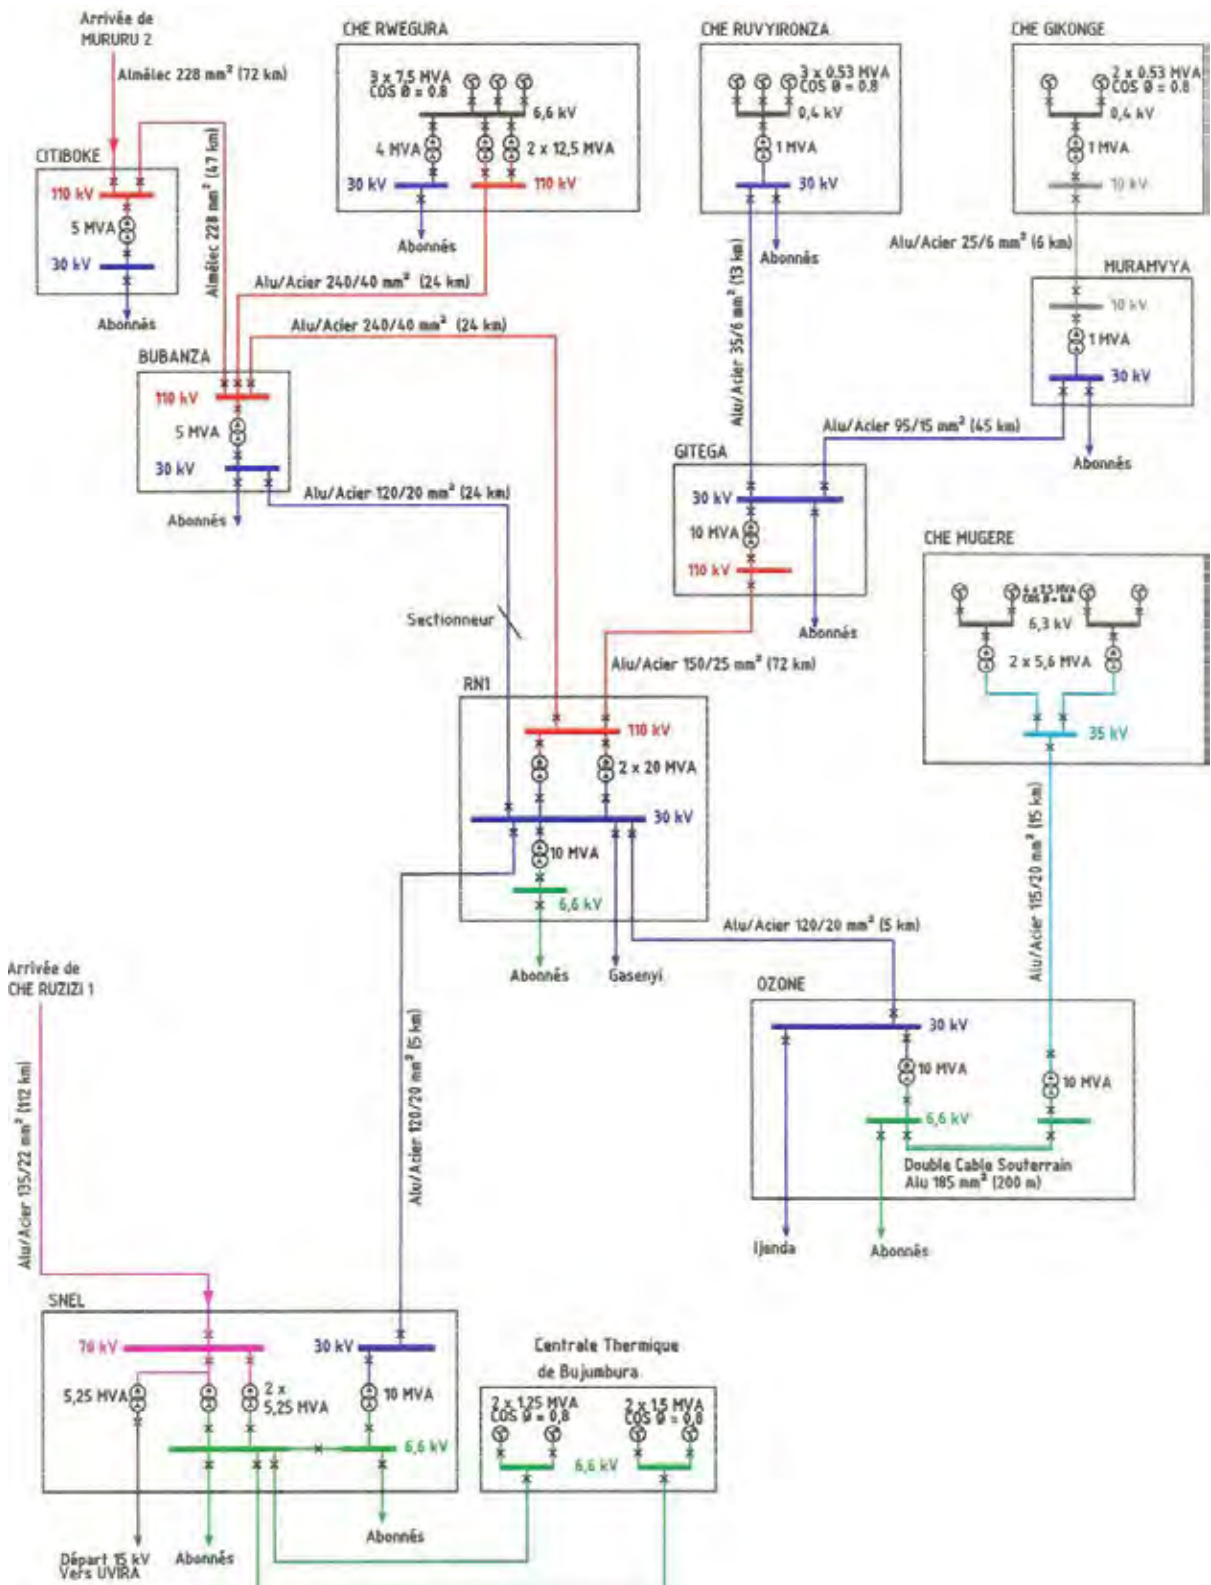 Arrivée de
MURURU 2
Almélec 228 mm² (72 km)
CITIBOKE
110 kV
5 MVA
30 kV
Abonnés
Almélec 228 mm² (47 km)
CHE RWEGURA
3 x 7,5 MVA
COS Ø = 0.8
6,6 kV
4 MVA
2 x 12,5 MVA
30 kV
110 kV
Abonnés
CHE RUVYIRONZA
3 x 0.53 MVA
COS Ø = 0.8
0,4 kV
1 MVA
30 kV
Abonnés
CHE GIKONGE
2 x 0.53 MVA
COS Ø = 0.8
0,4 kV
1 MVA
10 kV
Alu/Acier 25/6 mm² (6 km)
MURAMVYA
10 kV
1 MVA
30 kV
Abonnés
Alu/Acier 240/40 mm² (24 km)
Alu/Acier 240/40 mm² (24 km)
BUBANZA
110 kV
5 MVA
30 kV
Abonnés
Alu/Acier 120/20 mm² (24 km)
Sectionneur
Alu/Acier 35/6 mm² (13 km)
Alu/Acier 95/15 mm² (45 km)
GITEGA
30 kV
10 MVA
110 kV
Abonnés
Alu/Acier 150/25 mm² (72 km)
CHE MUGERE
COS Ø = 0.8
6,3 kV
2 x 5,6 MVA
35 kV
Alu/Acier 115/20 mm² (15 km)
RN1
110 kV
2 x 20 MVA
30 kV
10 MVA
6,6 kV
Abonnés
Gasenyi
Alu/Acier 120/20 mm² (5 km)
OZONE
30 kV
10 MVA
10 MVA
6,6 kV
Double Cable Souterrain
Alu 185 mm² (200 m)
Ijenda
Abonnés
Arrivée de
CHE RUZIZI 1
Alu/Acier 135/22 mm² (112 km)
Alu/Acier 120/20 mm² (5 km)
SNEL
70 kV
30 kV
5,25 MVA
2 x
5,25 MVA
10 MVA
6,6 kV
Départ 15 kV
Vers UVIRA
Abonnés
Abonnés
Centrale Thermique
de Bujumbura
2 x 1,25 MVA
COS Ø = 0,8
2 x 1,5 MVA
COS Ø = 0,8
6,6 kV